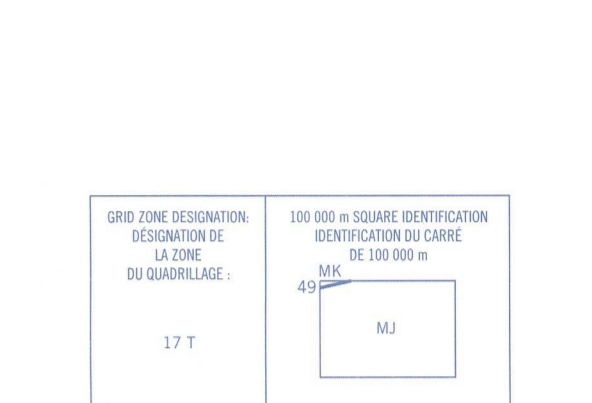 GRID ZONE DESIGNATION:
DÉSIGNATION DE
LA ZONE
DU QUADRILLAGE :
17 T
100 000 m SQUARE IDENTIFICATION
IDENTIFICATION DU CARRÉ
DE 100 000 m
MK
49
MJ